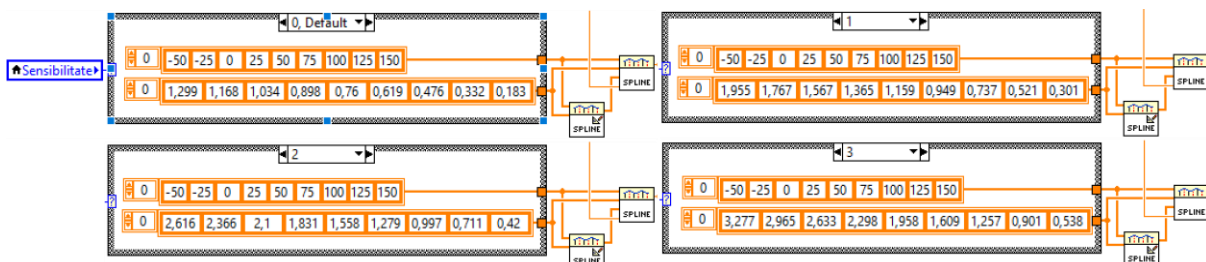 0, Default
Sensibilitate
0 -50 -25 0 25 50 75 100 125 150
0 1,299 1,168 1,034 0,898 0,76 0,619 0,476 0,332 0,183
SPLINE
SPLINE
1
?
0 -50 -25 0 25 50 75 100 125 150
0 1,955 1,767 1,567 1,365 1,159 0,949 0,737 0,521 0,301
SPLINE
SPLINE
2
?
0 -50 -25 0 25 50 75 100 125 150
0 2,616 2,366 2,1 1,831 1,558 1,279 0,997 0,711 0,42
SPLINE
SPLINE
3
?
0 -50 -25 0 25 50 75 100 125 150
0 3,277 2,965 2,633 2,298 1,958 1,609 1,257 0,901 0,538
SPLINE
SPLINE